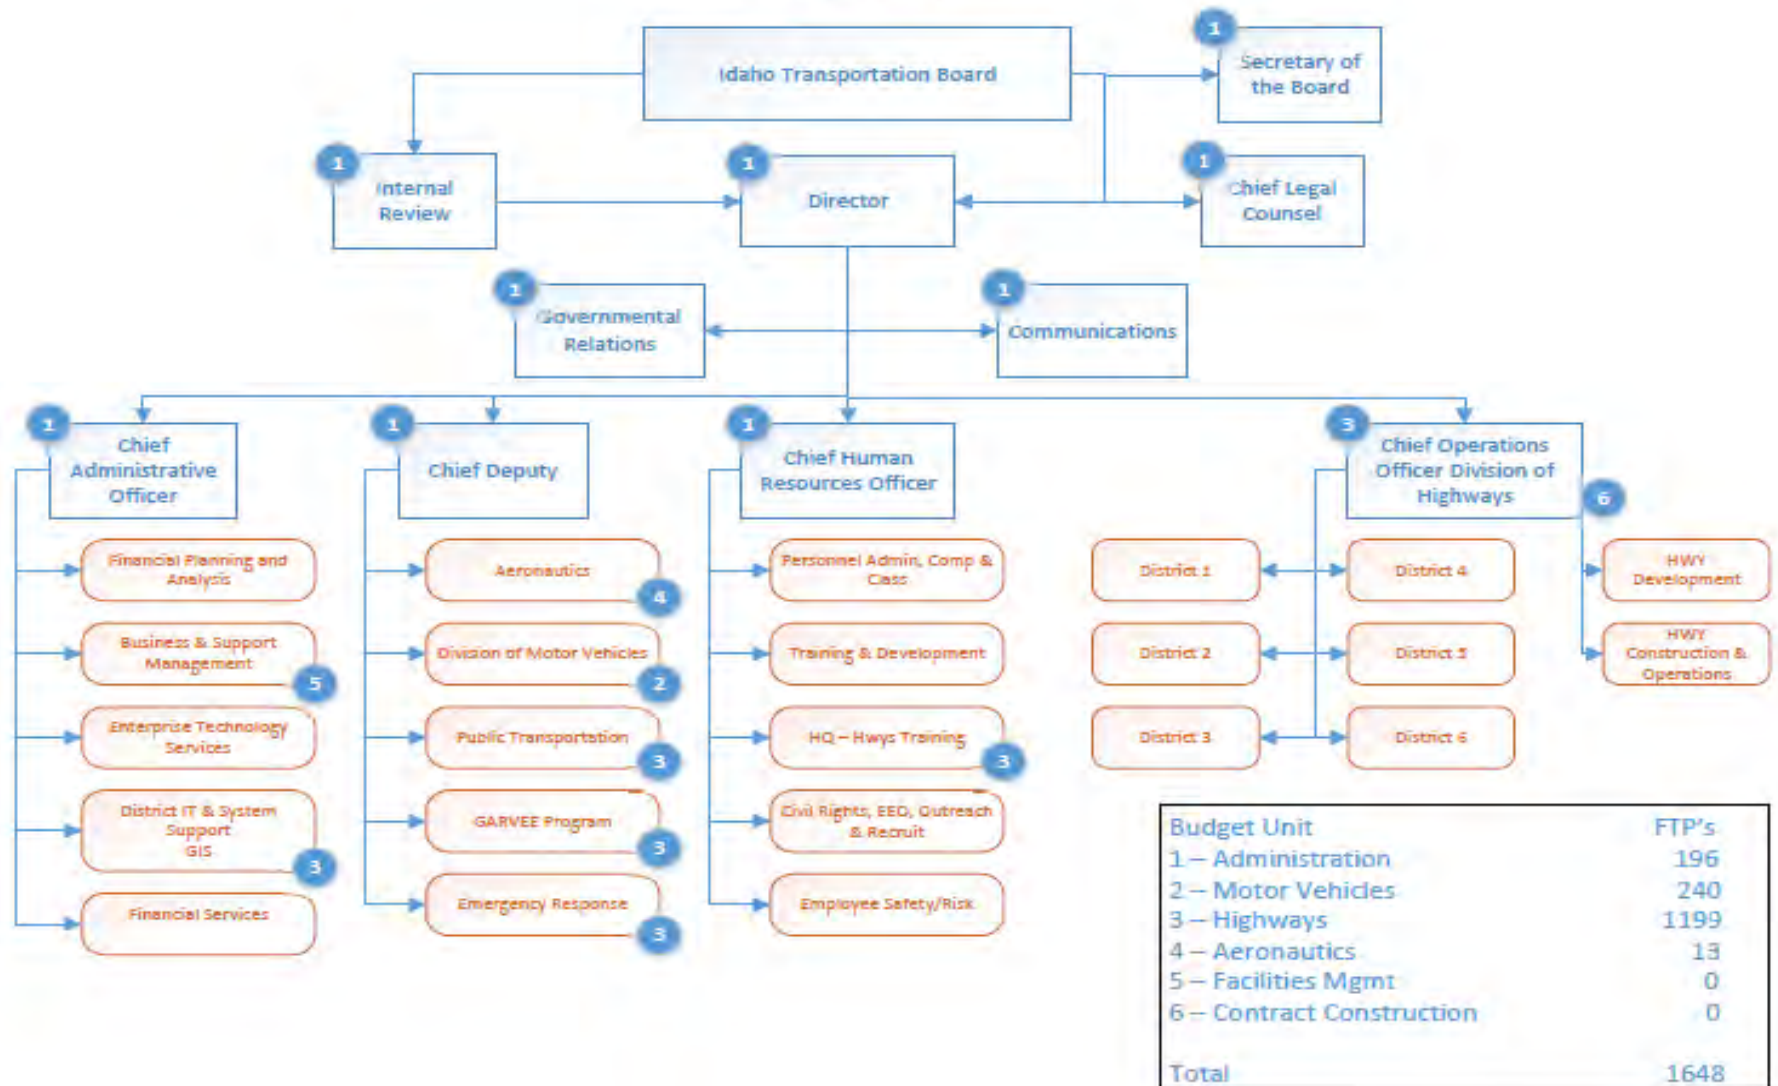 1
Idaho Transportation Board
Secretary of
the Board
1
Internal
Review
1
Director
1
Chief Legal
Counsel
1
Governmental
Relations
1
Communications
1
Chief
Administrative
Officer
1
Chief Deputy
1
Chief Human
Resources Officer
3
Chief Operations
Officer Division of
Highways
6
Financial Planning and
Analysis
Business & Support
Management
5
Enterprise Technology
Services
District IT & System
Support
GIS
3
Financial Services
Aeronautics
4
Division of Motor Vehicles
2
Public Transportation
3
GARVEE Program
3
Emergency Response
3
Personnel Admin, Comp &
Class
Training & Development
HQ – Hwys Training
3
Civil Rights, EEO, Outreach
& Recruit
Employee Safety/Risk
District 1
District 4
District 2
District 5
District 3
District 6
HWY
Development
HWY
Construction &
Operations
Budget Unit FTP's
1 – Administration 196
2 – Motor Vehicles 240
3 – Highways 1199
4 – Aeronautics 13
5 – Facilities Mgmt 0
6 – Contract Construction 0
Total 1648